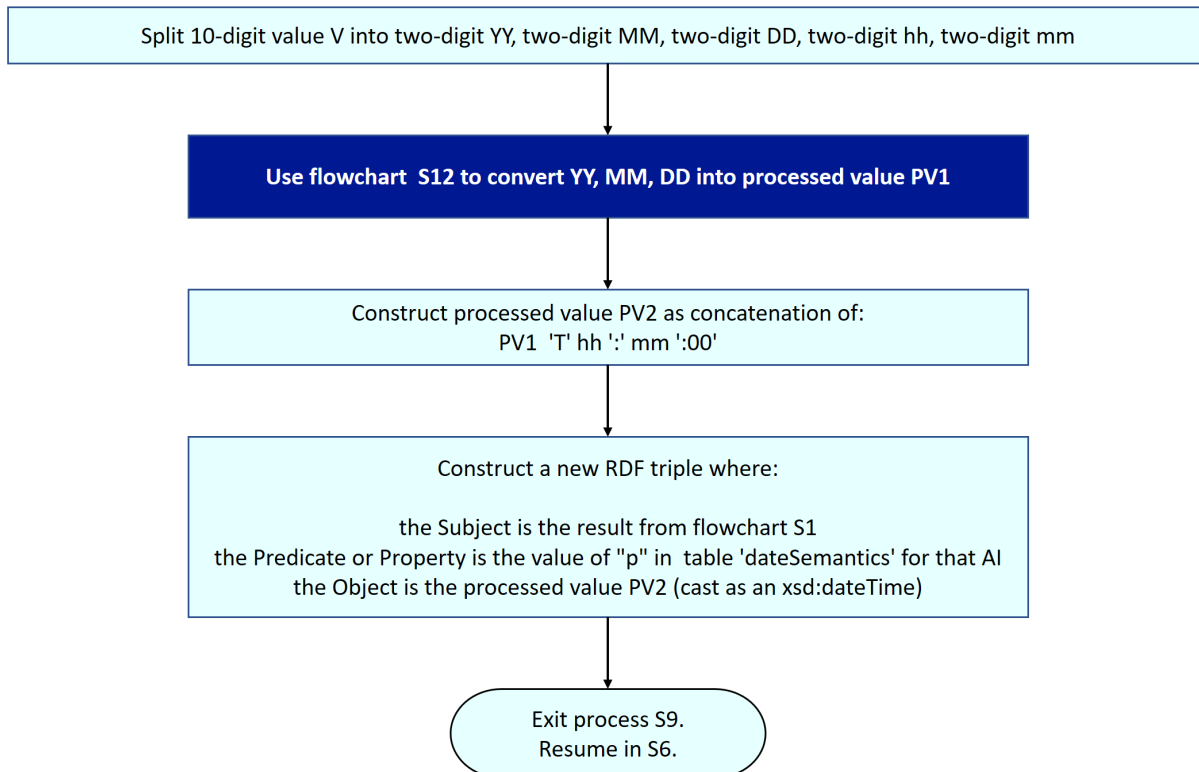 Split 10-digit value V into two-digit YY, two-digit MM, two-digit DD, two-digit hh, two-digit mm
Use flowchart  S12 to convert YY, MM, DD into processed value PV1
Construct processed value PV2 as concatenation of:
PV1  'T' hh ':' mm ':00'
Construct a new RDF triple where:
the Subject is the result from flowchart S1
the Predicate or Property is the value of "p" in  table 'dateSemantics' for that AI
the Object is the processed value PV2 (cast as an xsd:dateTime)
Exit process S9.
Resume in S6.